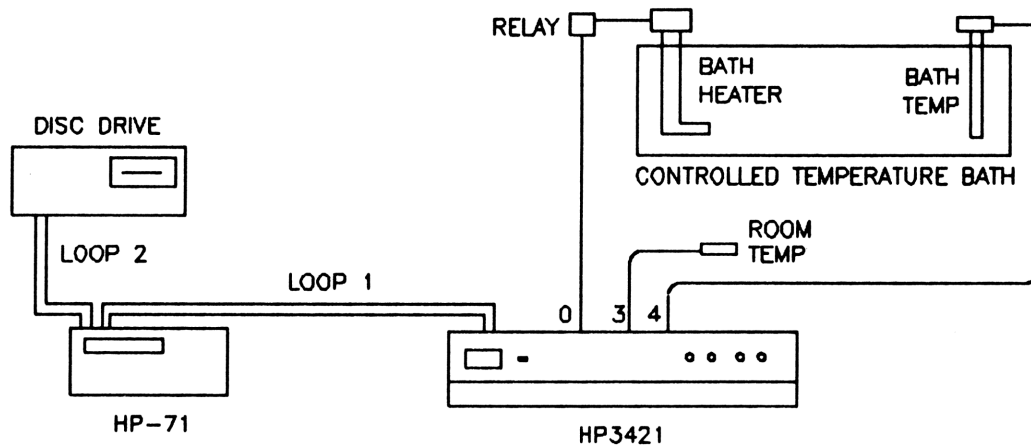 RELAY
BATH
HEATER
BATH
TEMP
DISC DRIVE
CONTROLLED TEMPERATURE BATH
LOOP 2
ROOM
TEMP
LOOP 1
0
3
4
HP-71
HP3421